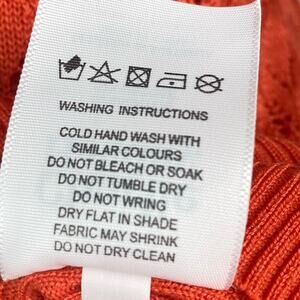 WASHING INSTRUCTIONS
COLD HAND WASH WITH
SIMILAR COLOURS
DO NOT BLEACH OR SOAK
DO NOT TUMBLE DRY
DO NOT WRING
DRY FLAT IN SHADE
FABRIC MAY SHRINK
DO NOT DRY CLEAN